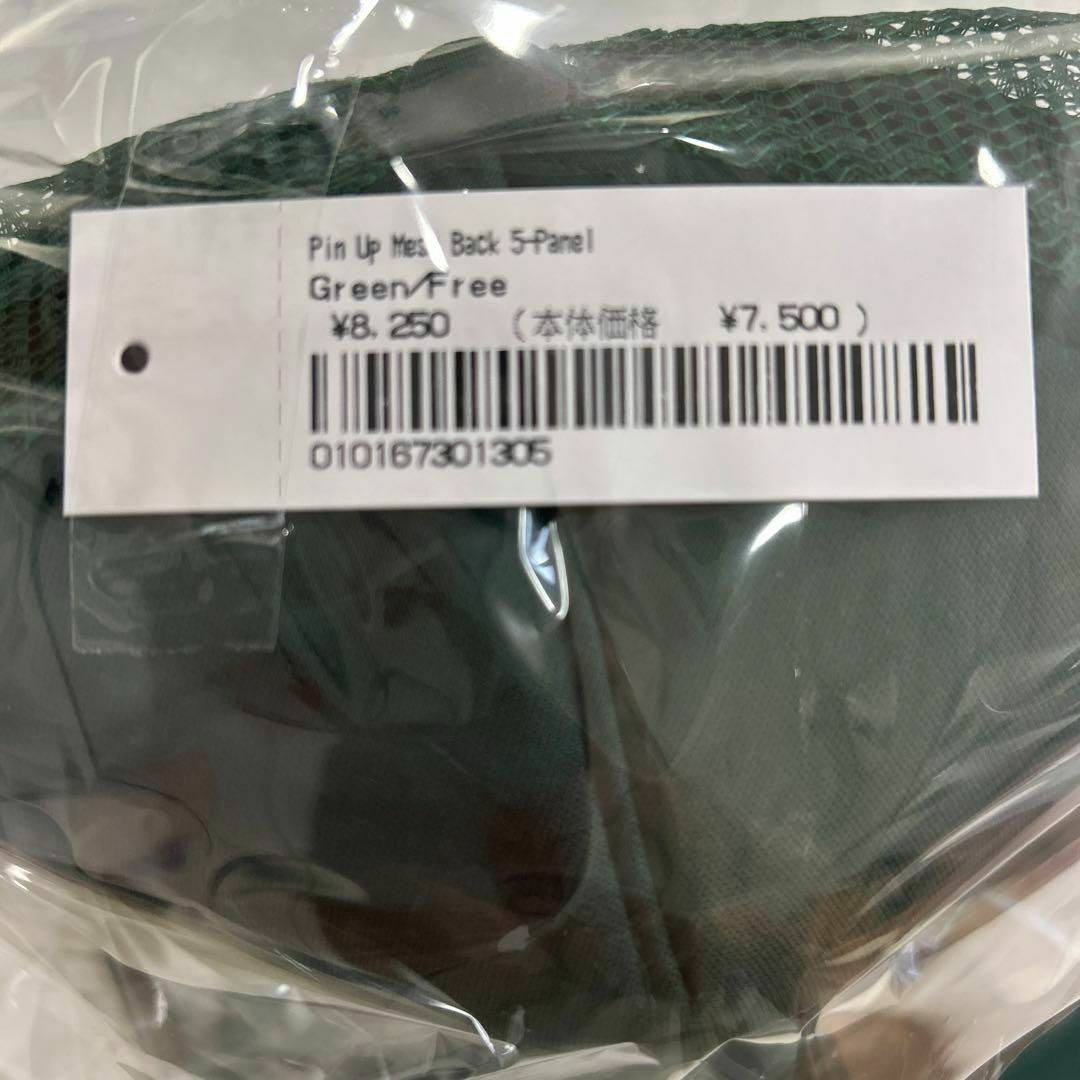 Pin Up Mesh Back 5-Panel
Green/Free
¥8,250 (本体価格 ¥7,500 )
010167301305